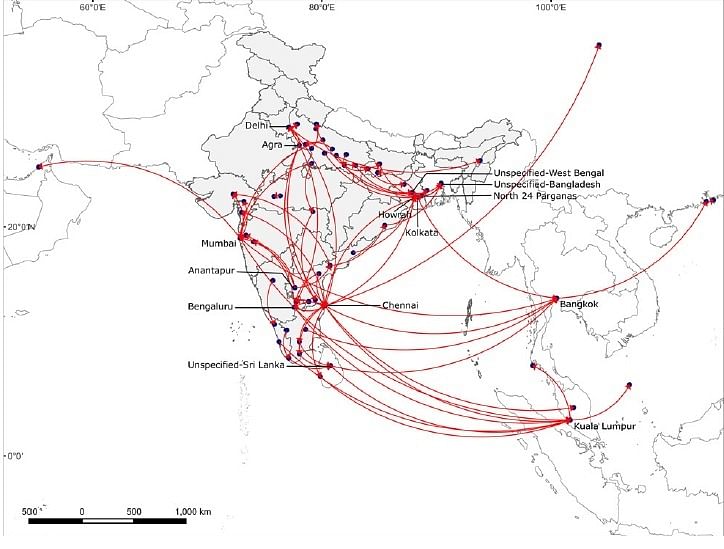 60°0'E
80°0'E
100°0'E
Delhi
Agra
Unspecified-West Bengal
Unspecified-Bangladesh
North 24 Parganas
Howrah
Kolkata
20°0'N
Mumbai
Anantapur
Bengaluru
Chennai
Bangkok
Unspecified-Sri Lanka
Kuala Lumpur
0°0'
500 0 500 1,000 km